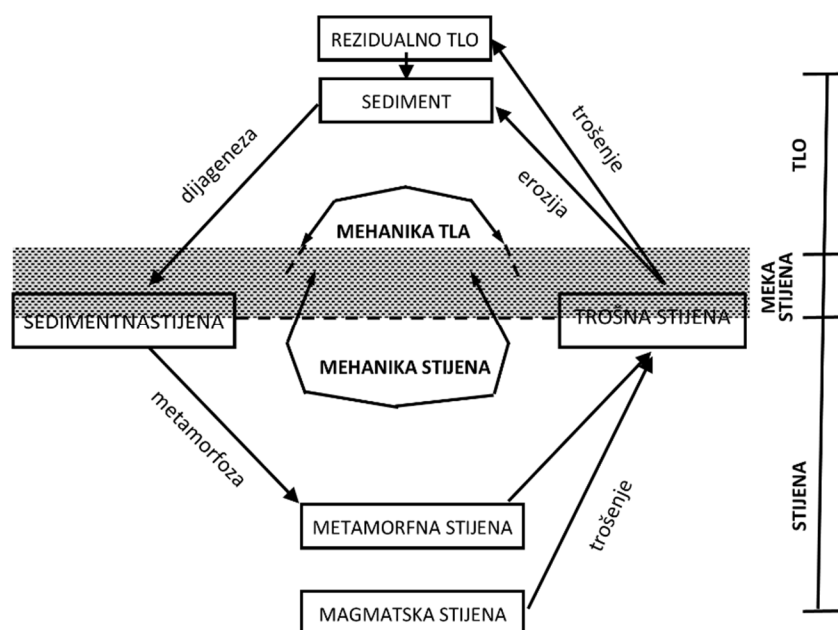 REZIDUALNO TLO
SEDIMENT
trošenje
dijageneza
erozija
TLO
MEHANIKA TLA
MEKA
STIJENA
SEDIMENTNASTIJENA
TROŠNA STIJENA
MEHANIKA STIJENA
metamorfoza
STIJENA
METAMORFNA STIJENA
trošenje
MAGMATSKA STIJENA